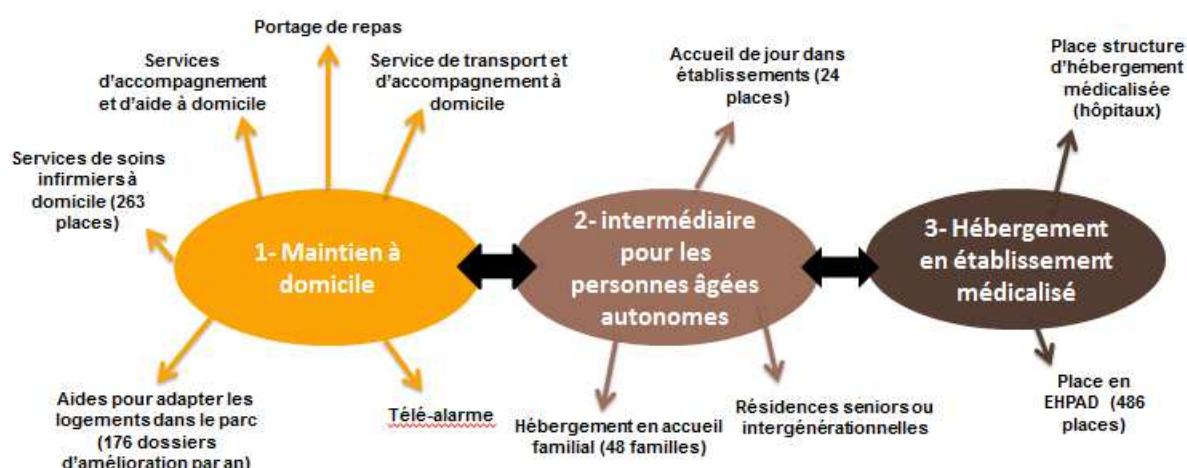 Portage de repas
Services
d'accompagnement
et d'aide à domicile
Service de transport et
d'accompagnement à
domicile
Services de soins
infirmiers à
domicile (263
places)
1- Maintien à
domicile
Aides pour adapter les
logements dans le parc
(176 dossiers
d'amélioration par an)
Télé-alarme
Accueil de jour dans
établissements (24
places)
2- intermédiaire
pour les
personnes âgées
autonomes
Hébergement en accueil
familial (48 familles)
Résidences seniors ou
intergénérationnelles
Place structure
d'hébergement
médicalisée
(hôpitaux)
3- Hébergement
en établissement
médicalisé
Place en
EHPAD (486
places)